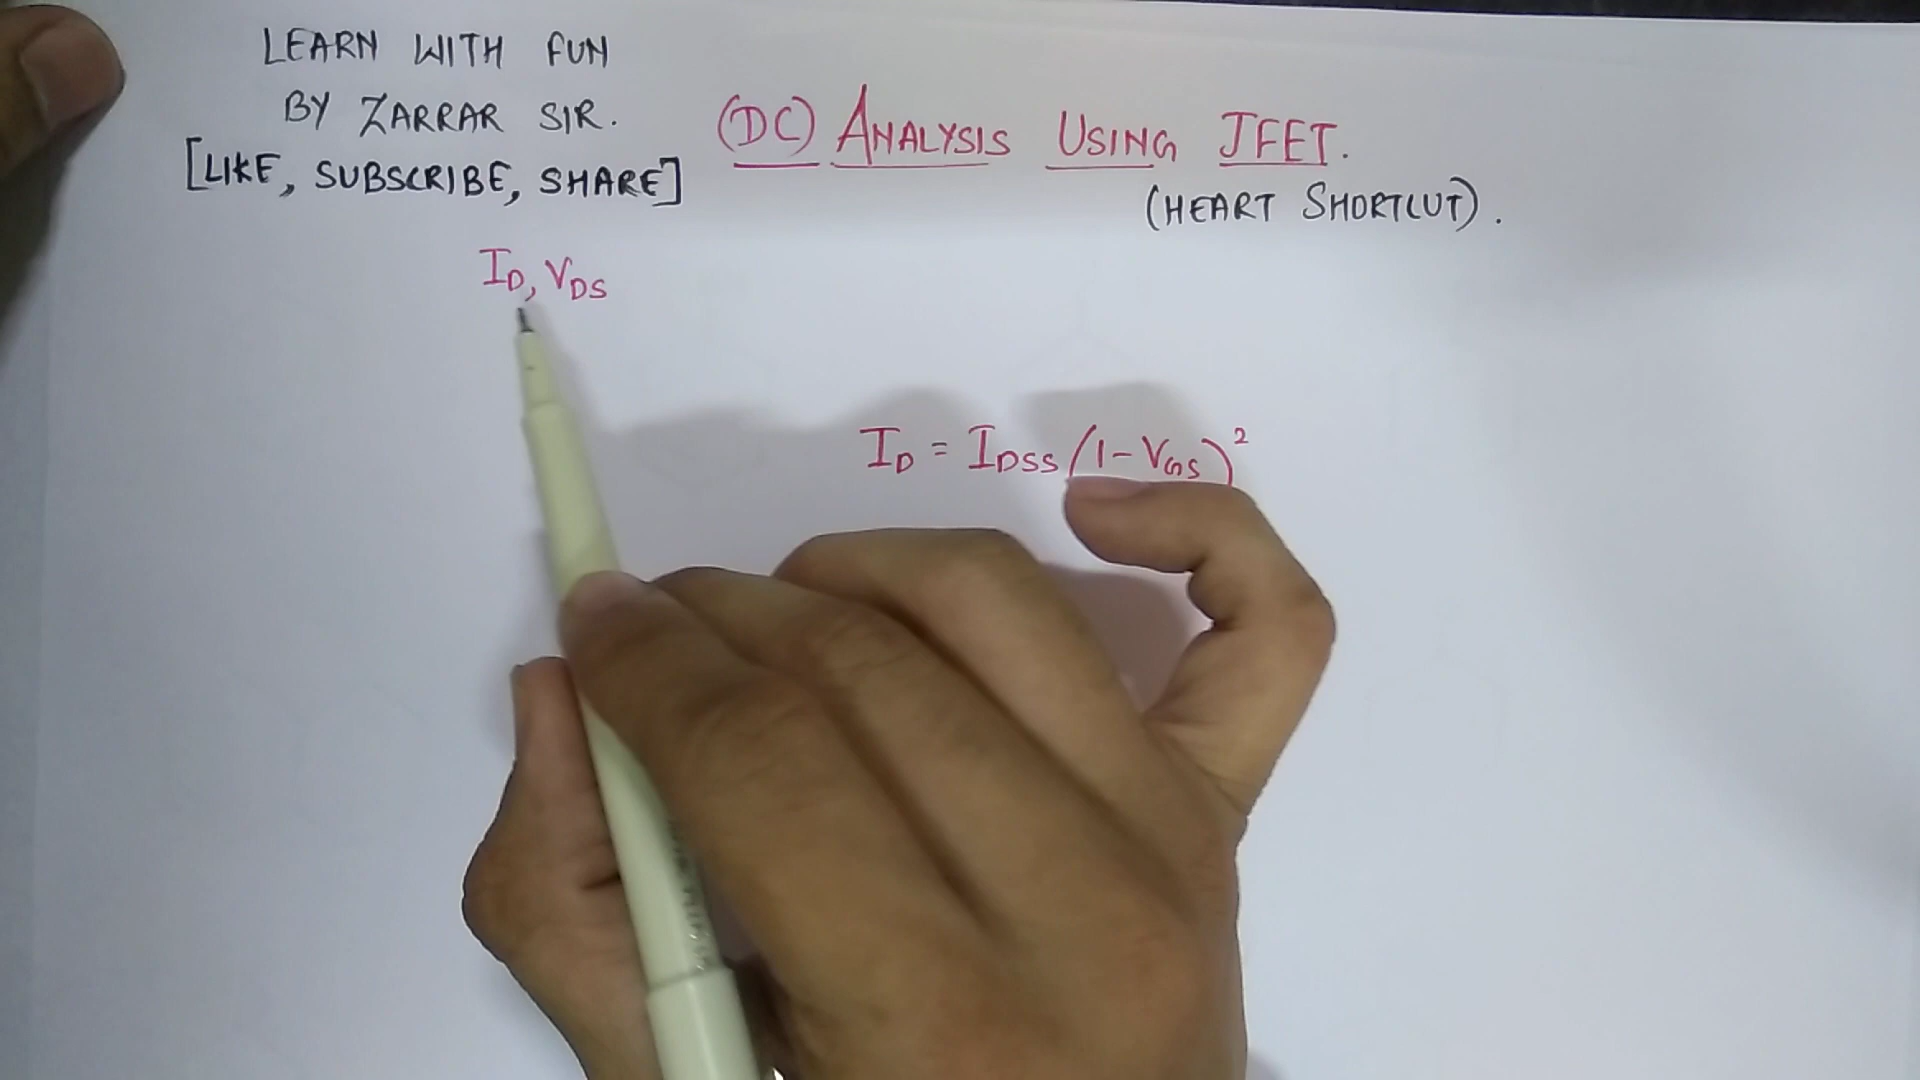 LEARN WITH FUN
BY ZARRAR SIR.
[LIKE, SUBSCRIBE, SHARE]
(DC) ANALYSIS USING JFET.
(HEART SHORTCUT).
ID, VDS
ID = IDSS (1 - VGS)²